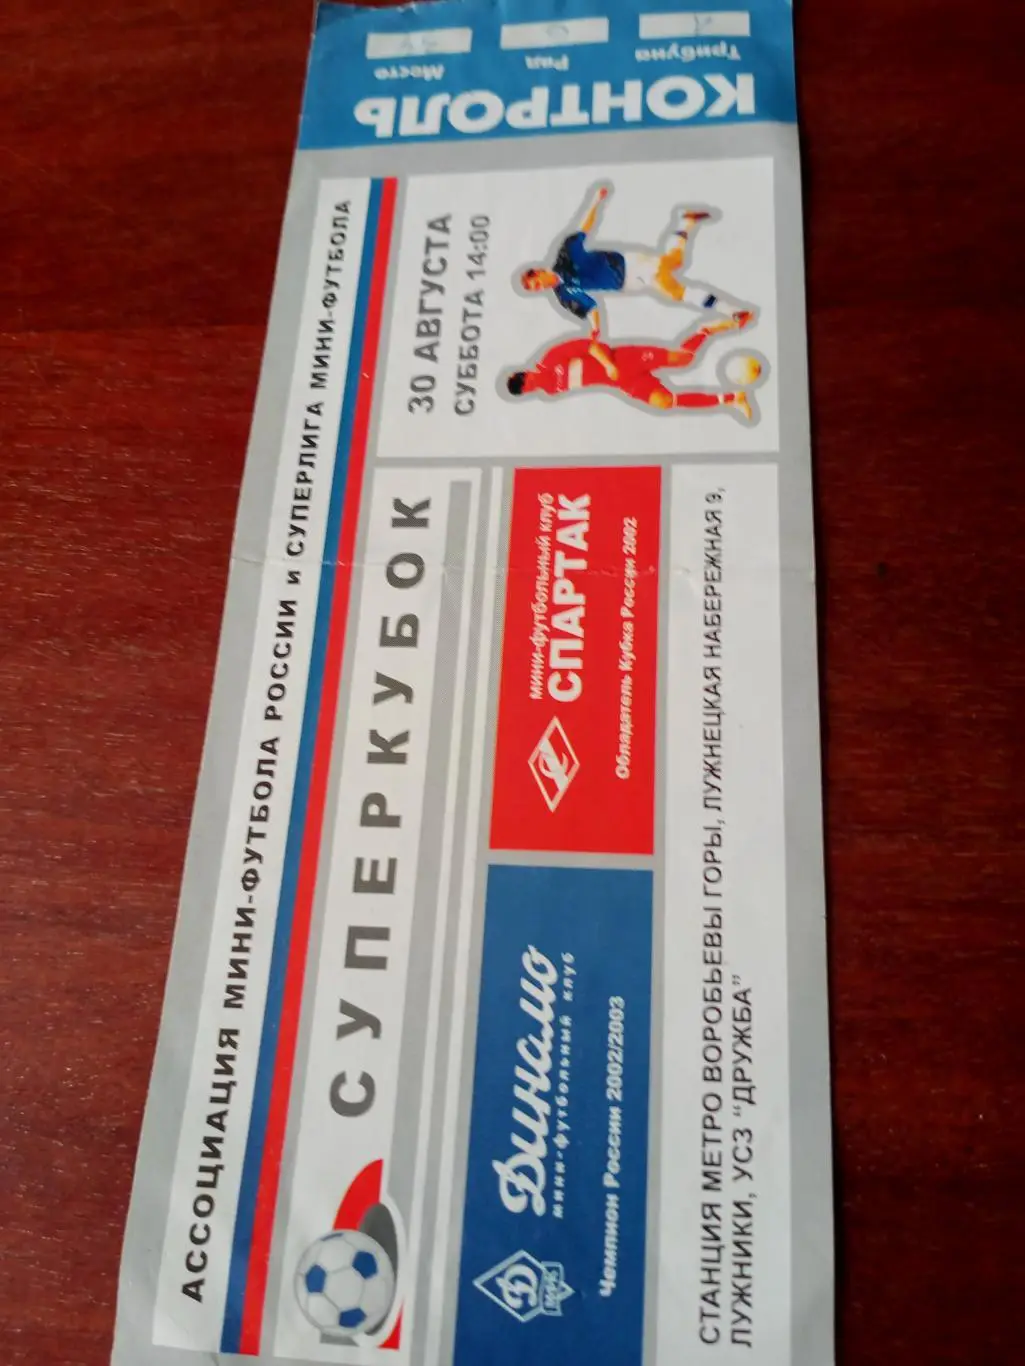 АССОЦИАЦИЯ МИНИ-ФУТБОЛА РОССИИ и СУПЕРЛИГА МИНИ-ФУТБОЛА
СУПЕРКУБОК
30 АВГУСТА
СУББОТА 14:00
Динамо
мини-футбольный клуб
Чемпион России 2002/2003
Д
МФК
мини-футбольный клуб
СПАРТАК
Обладатель Кубка России 2002
СТАНЦИЯ МЕТРО ВОРОБЬЕВЫ ГОРЫ, ЛУЖНЕЦКАЯ НАБЕРЕЖНАЯ 9,
ЛУЖНИКИ, УСЗ "ДРУЖБА"
КОНТРОЛЬ
Трибуна
Ряд
Место